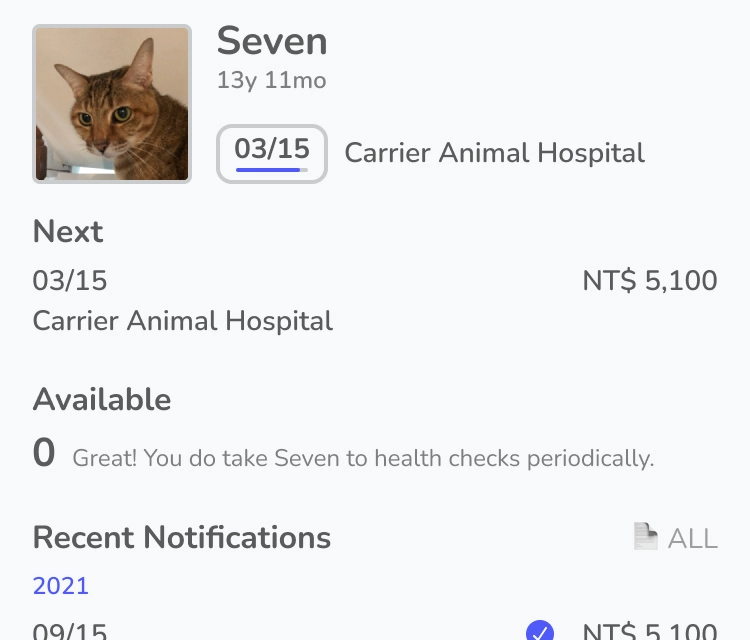 Seven
13y 11mo
03/15 Carrier Animal Hospital
Next
03/15 NT$ 5,100
Carrier Animal Hospital
Available
0 Great! You do take Seven to health checks periodically.
Recent Notifications ALL
2021
09/15 NT$ 5,100